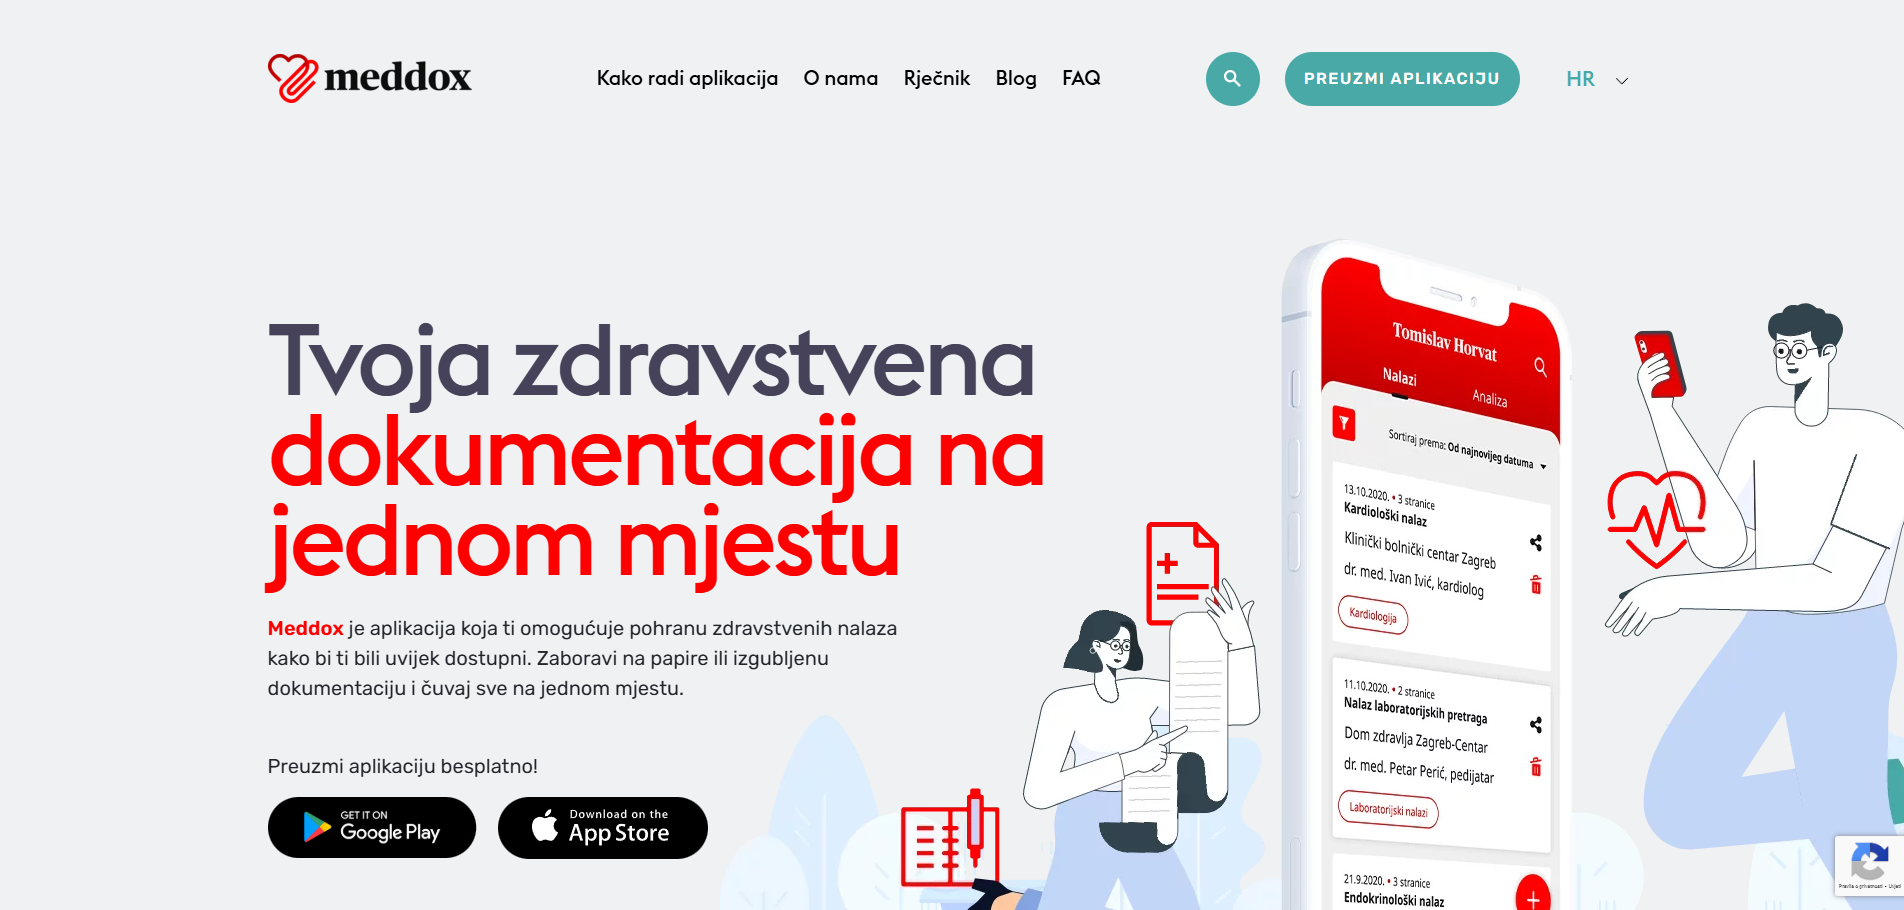 meddox
Kako radi aplikacija
O nama
Rječnik
Blog
FAQ
PREUZMI APLIKACIJU
HR
Tvoja zdravstvena
dokumentacija na
jednom mjestu
Meddox je aplikacija koja ti omogućuje pohranu zdravstvenih nalaza
kako bi ti bili uvijek dostupni. Zaboravi na papire ili izgubljenu
dokumentaciju i čuvaj sve na jednom mjestu.
Preuzmi aplikaciju besplatno!
GET IT ON
Google Play
Download on the
App Store
Tomislav Horvat
Nalazi
Analiza
Sortiraj prema: Od najnovijeg datuma
13.10.2020. • 3 stranice
Kardiološki nalaz
Klinički bolnički centar Zagreb
dr. med. Ivan Ivić, kardiolog
Kardiologija
11.10.2020. • 2 stranice
Nalaz laboratorijskih pretraga
Dom zdravlja Zagreb-Centar
dr. med. Petar Perić, pedijatar
Laboratorijski nalazi
21.9.2020. • 3 stranice
Endokrinološki nalaz
Pravila o privatnosti - Uvjeti